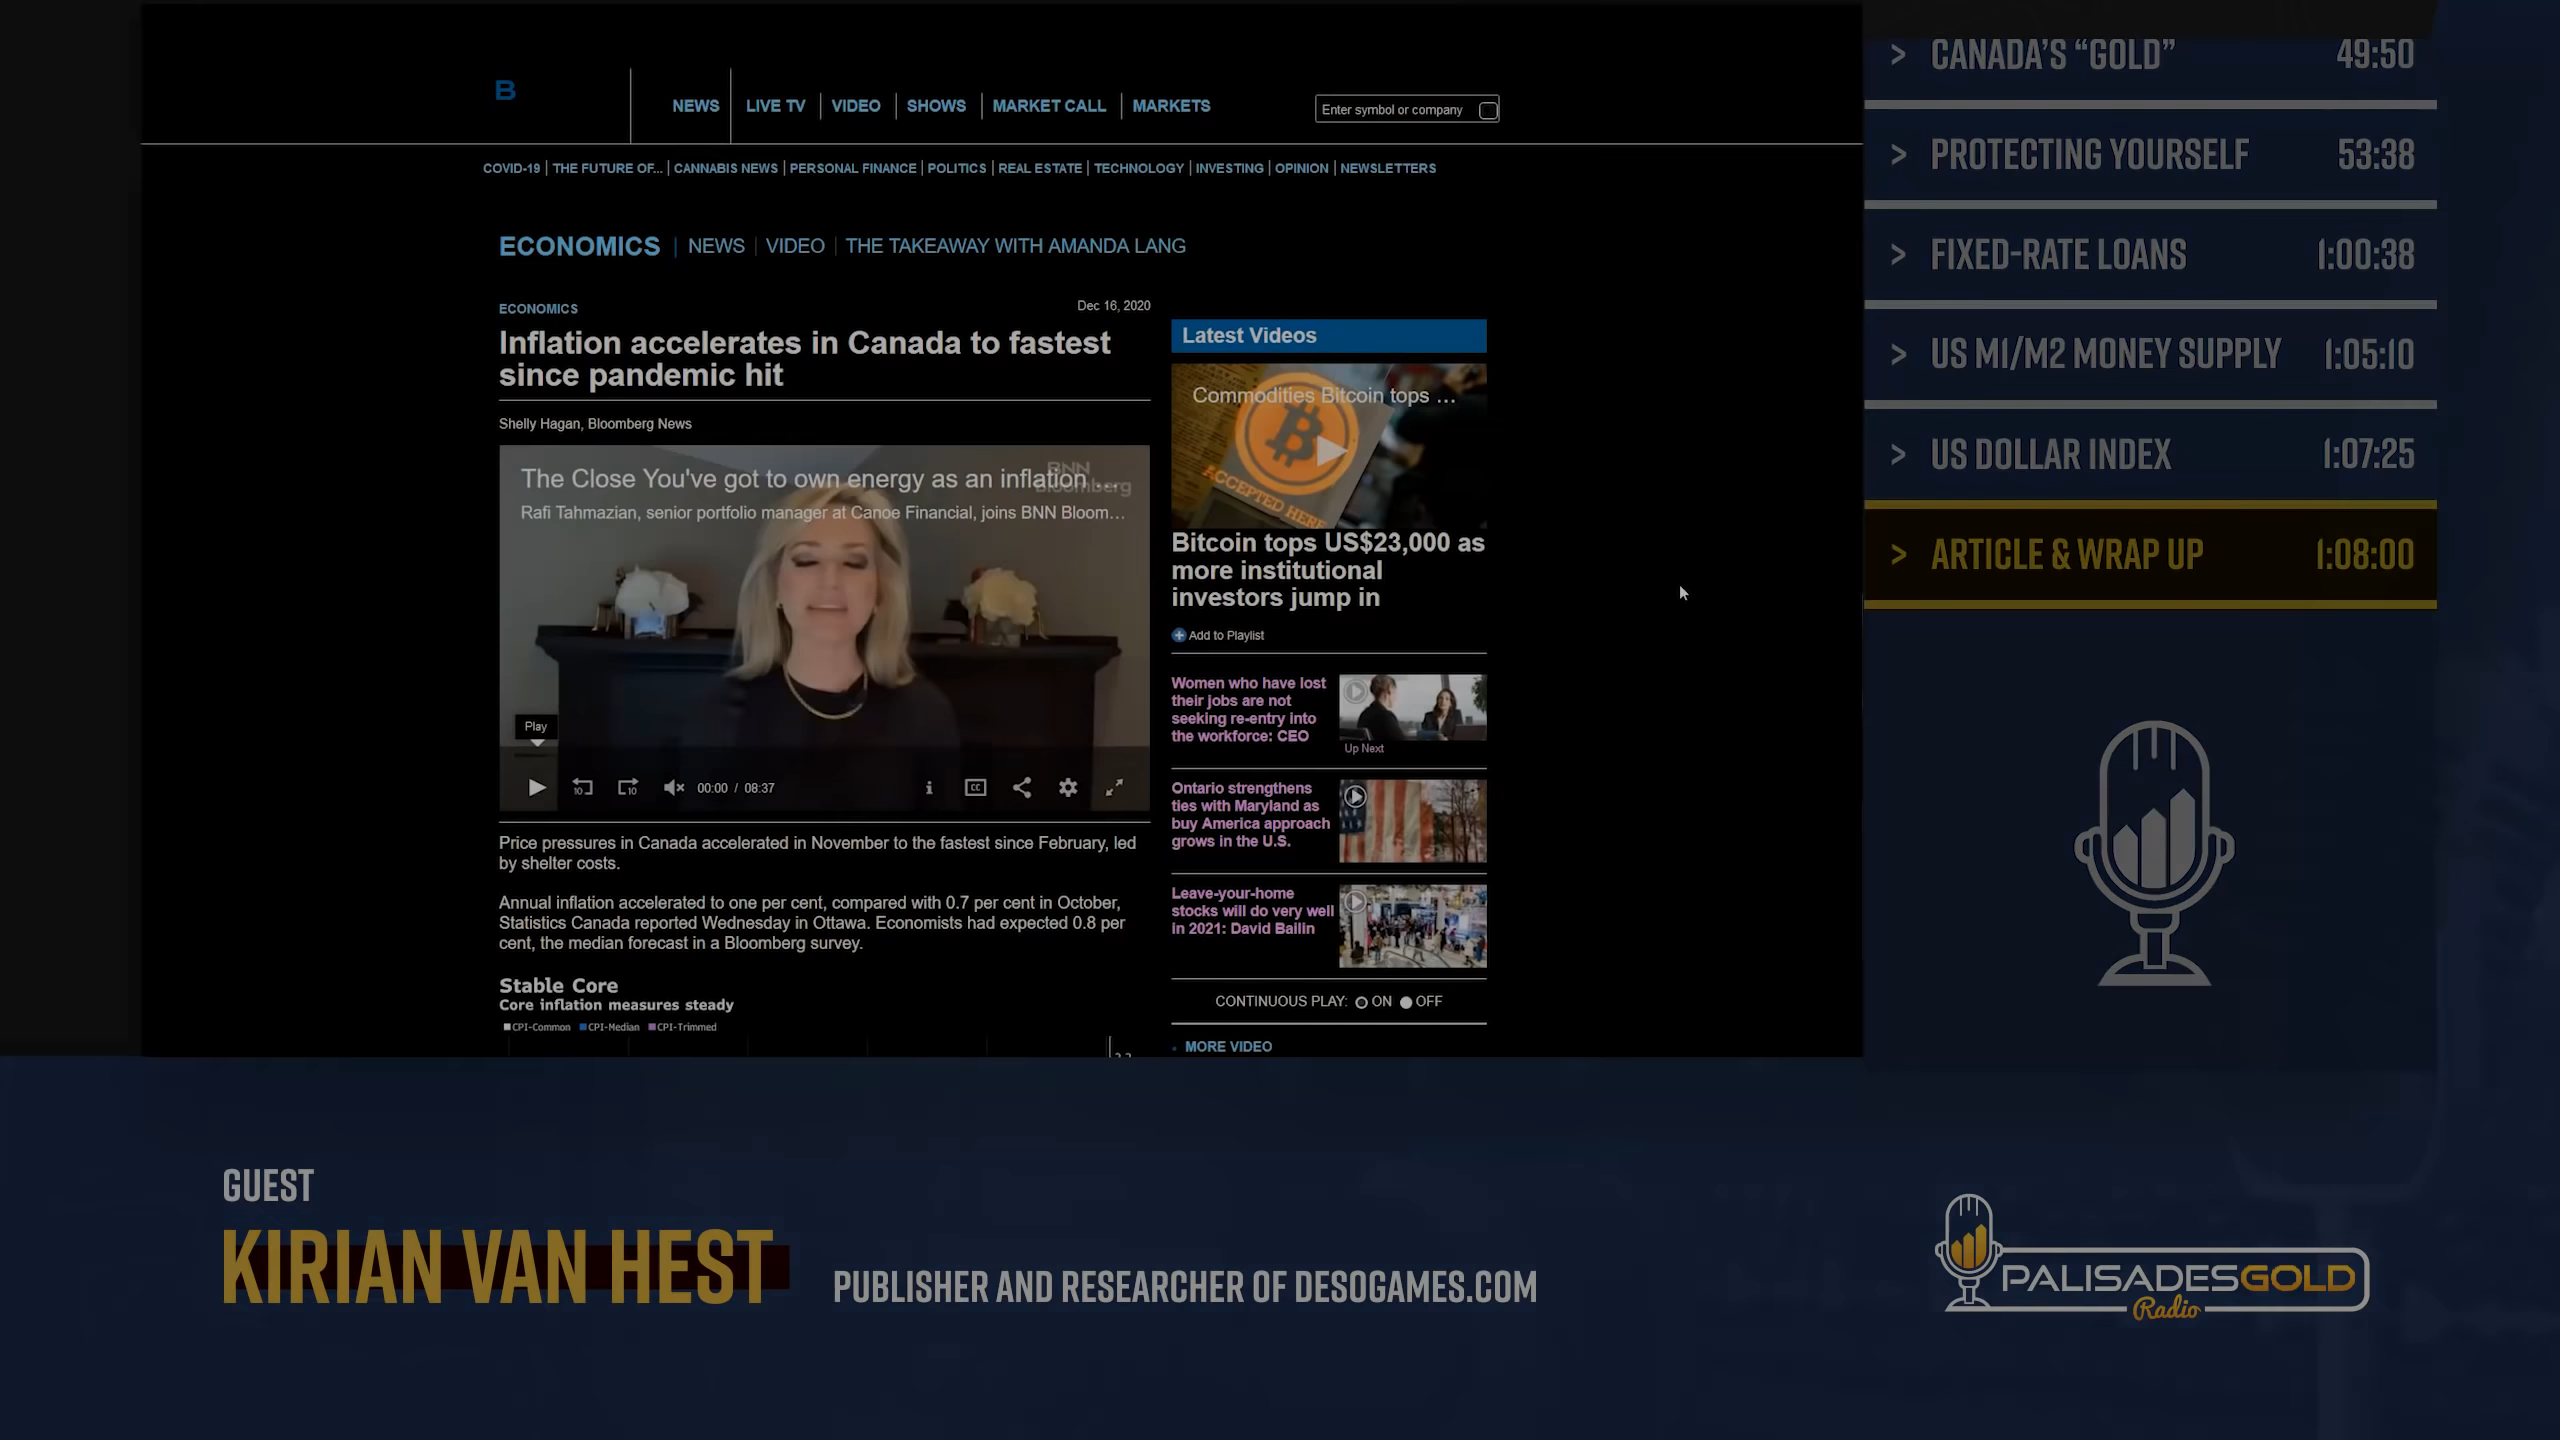 B
NEWS
LIVE TV
VIDEO
SHOWS
MARKET CALL
MARKETS
Enter symbol or company
COVID-19
THE FUTURE OF...
CANNABIS NEWS
PERSONAL FINANCE
POLITICS
REAL ESTATE
TECHNOLOGY
INVESTING
OPINION
NEWSLETTERS
ECONOMICS
NEWS
VIDEO
THE TAKEAWAY WITH AMANDA LANG
ECONOMICS
Dec 16, 2020
Inflation accelerates in Canada to fastest
since pandemic hit
Shelly Hagan, Bloomberg News
BNN
Bloomberg
The Close You've got to own energy as an inflation ...
Rafi Tahmazian, senior portfolio manager at Canoe Financial, joins BNN Bloom...
Play
10
10
00:00 / 08:37
i
CC
Price pressures in Canada accelerated in November to the fastest since February, led
by shelter costs.
Annual inflation accelerated to one per cent, compared with 0.7 per cent in October,
Statistics Canada reported Wednesday in Ottawa. Economists had expected 0.8 per
cent, the median forecast in a Bloomberg survey.
Stable Core
Core inflation measures steady
CPI-Common
CPI-Median
CPI-Trimmed
Latest Videos
Commodities Bitcoin tops ...
ACCEPTED HERE
Bitcoin tops US$23,000 as
more institutional
investors jump in
Add to Playlist
Women who have lost
their jobs are not
seeking re-entry into
the workforce: CEO
Up Next
Ontario strengthens
ties with Maryland as
buy America approach
grows in the U.S.
Leave-your-home
stocks will do very well
in 2021: David Bailin
CONTINUOUS PLAY: ON OFF
MORE VIDEO
> CANADA'S “GOLD” 49:50
> PROTECTING YOURSELF 53:38
> FIXED-RATE LOANS 1:00:38
> US M1/M2 MONEY SUPPLY 1:05:10
> US DOLLAR INDEX 1:07:25
> ARTICLE & WRAP UP 1:08:00
GUEST
KIRIAN VAN HEST
PUBLISHER AND RESEARCHER OF DESOGAMES.COM
PALISADESGOLD
Radio